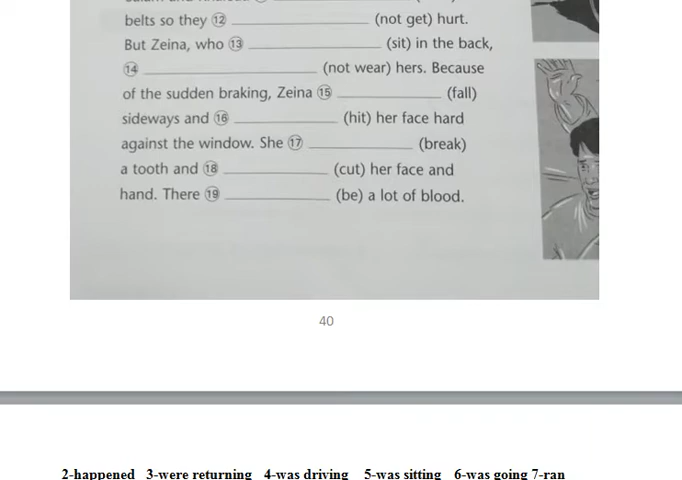 belts so they ⑫ ____________ (not get) hurt.
But Zeina, who ⑬ ____________ (sit) in the back,
⑭ ____________ (not wear) hers. Because
of the sudden braking, Zeina ⑮ ____________ (fall)
sideways and ⑯ ____________ (hit) her face hard
against the window. She ⑰ ____________ (break)
a tooth and ⑱ ____________ (cut) her face and
hand. There ⑲ ____________ (be) a lot of blood.
40
2-happened 3-were returning 4-was driving 5-was sitting 6-was going 7-ran